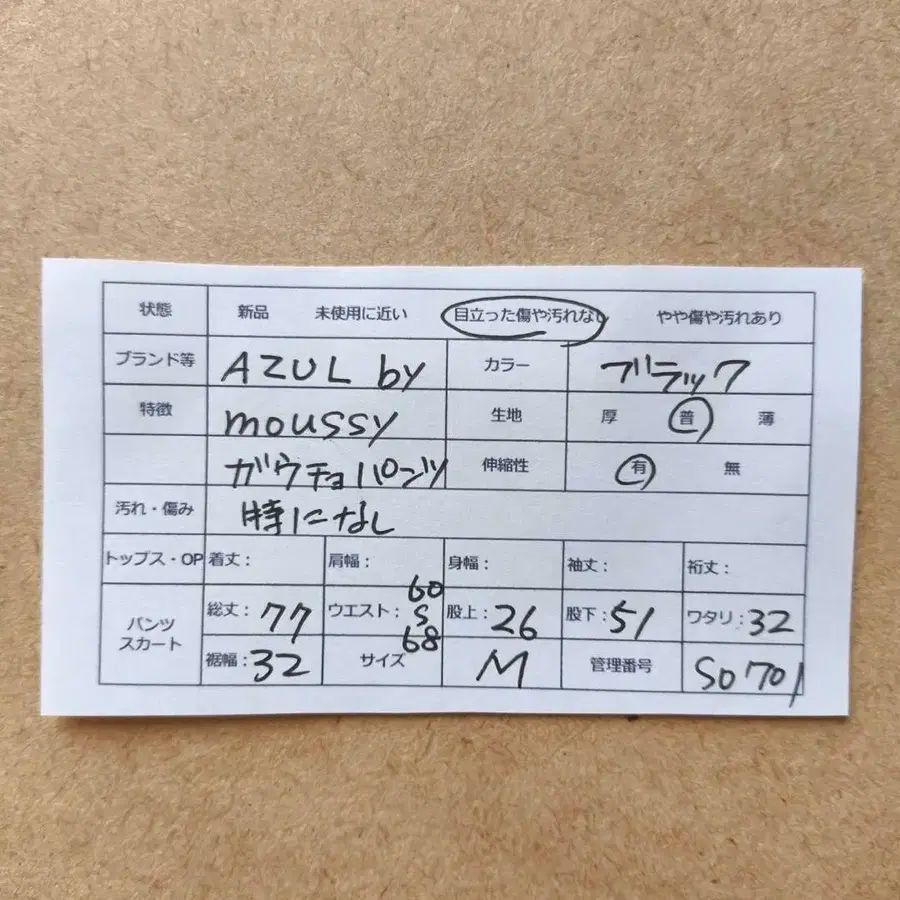 状態 新品 未使用に近い 目立った傷や汚れなし やや傷や汚れあり
ブランド等 AZUL by カラー ブラック
特徴 moussy 生地 厚 普 薄
ガウチョパンツ 伸縮性 有 無
汚れ・傷み 特になし
トップス・OP 着丈: 肩幅: 身幅: 袖丈: 裄丈:
パンツ スカート
総丈: 77 ウエスト: 60 S 68 股上: 26 股下: 51 ワタリ: 32
裾幅: 32 サイズ M 管理番号 S0701